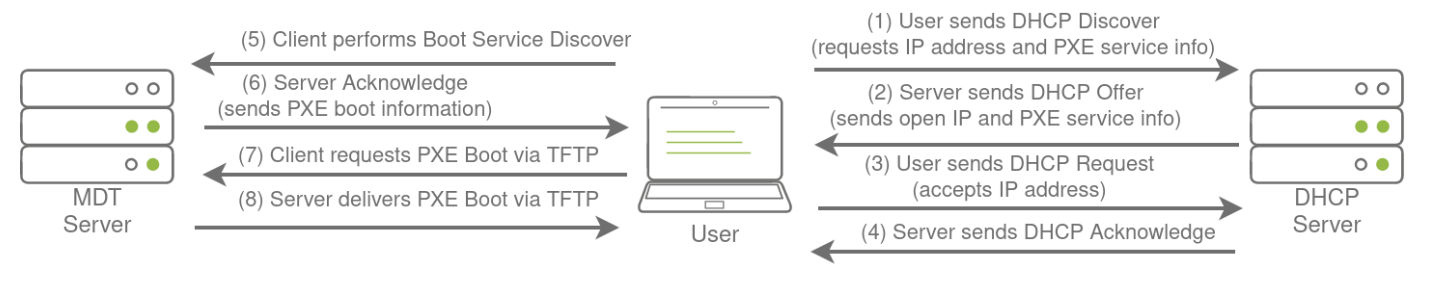 (1) User sends DHCP Discover
(requests IP address and PXE service info)
(5) Client performs Boot Service Discover
(6) Server Acknowledge
(sends PXE boot information)
(2) Server sends DHCP Offer
(sends open IP and PXE service info)
(7) Client requests PXE Boot via TFTP
(3) User sends DHCP Request
(accepts IP address)
(8) Server delivers PXE Boot via TFTP
MDT
Server
DHCP
Server
User
(4) Server sends DHCP Acknowledge